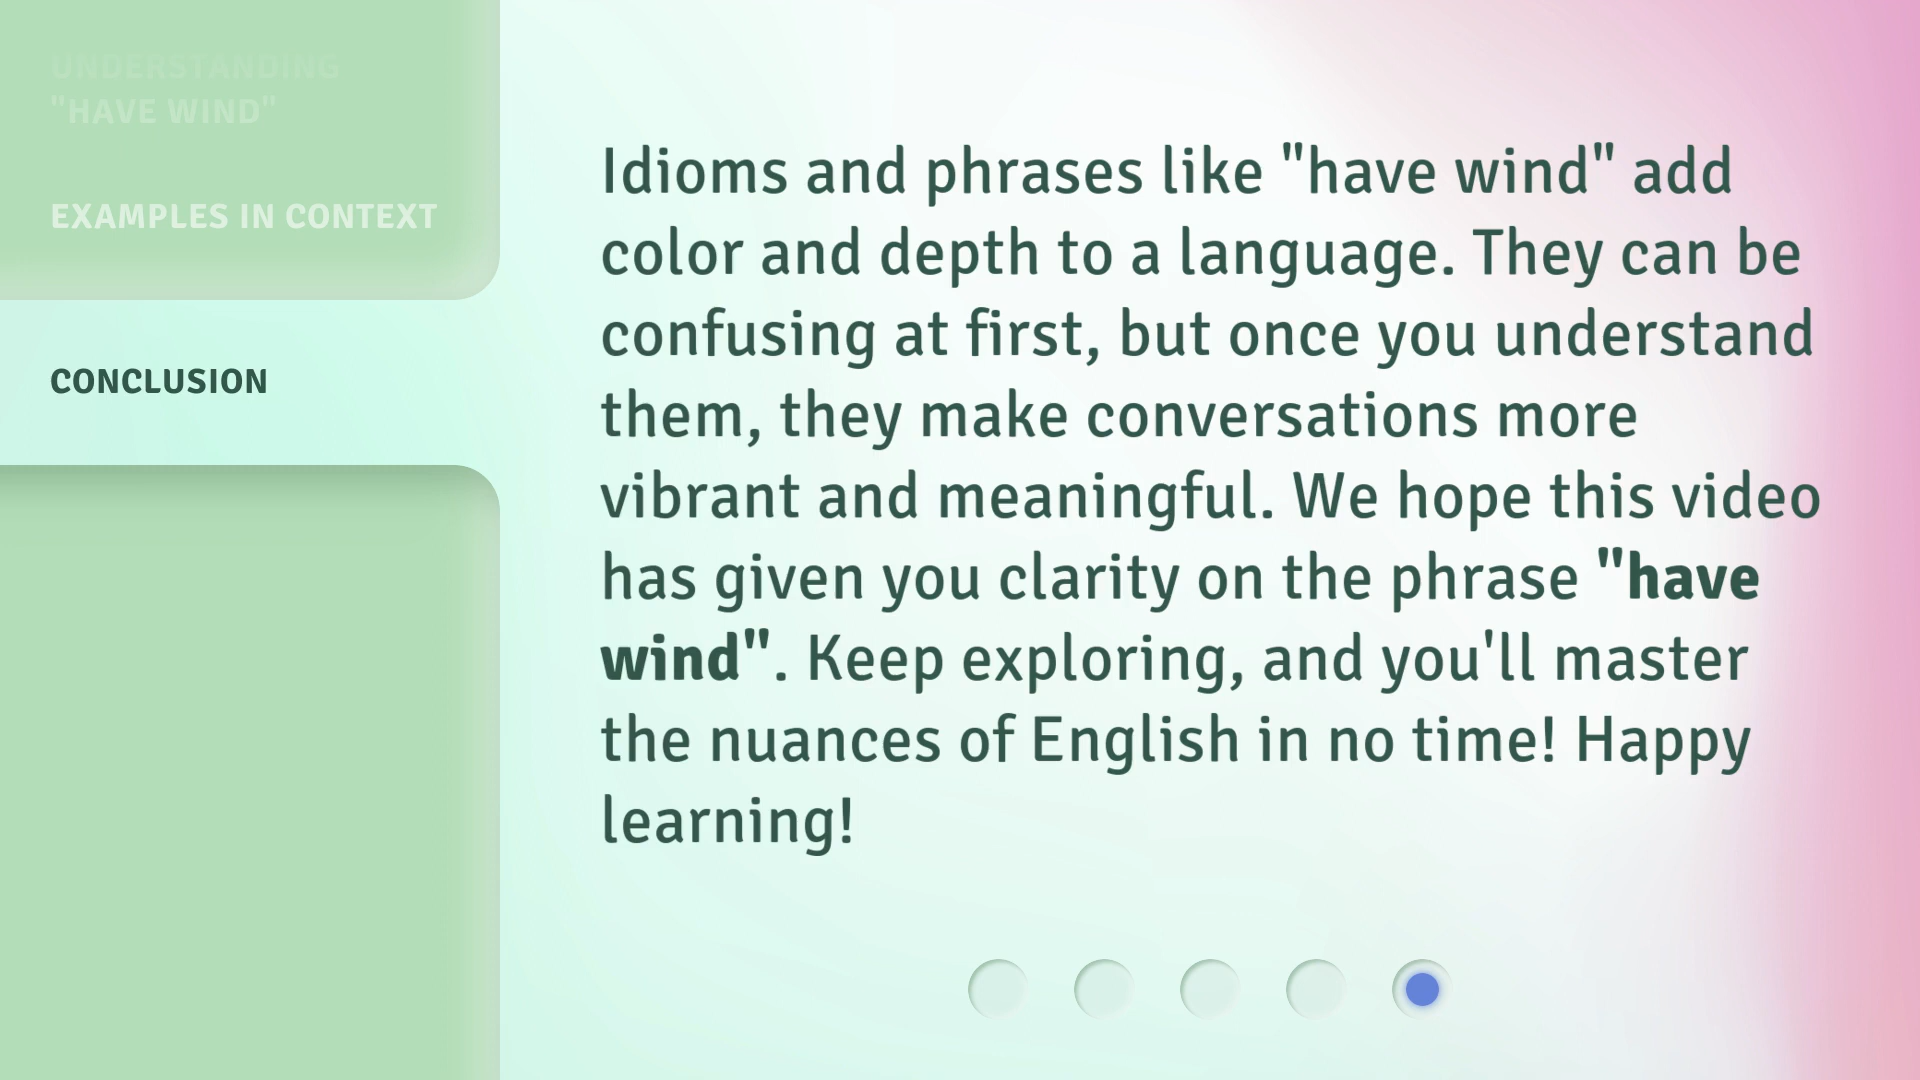 UNDERSTANDING
"HAVE WIND"
EXAMPLES IN CONTEXT
CONCLUSION
Idioms and phrases like "have wind" add
color and depth to a language. They can be
confusing at first, but once you understand
them, they make conversations more
vibrant and meaningful. We hope this video
has given you clarity on the phrase "have
wind". Keep exploring, and you'll master
the nuances of English in no time! Happy
learning!